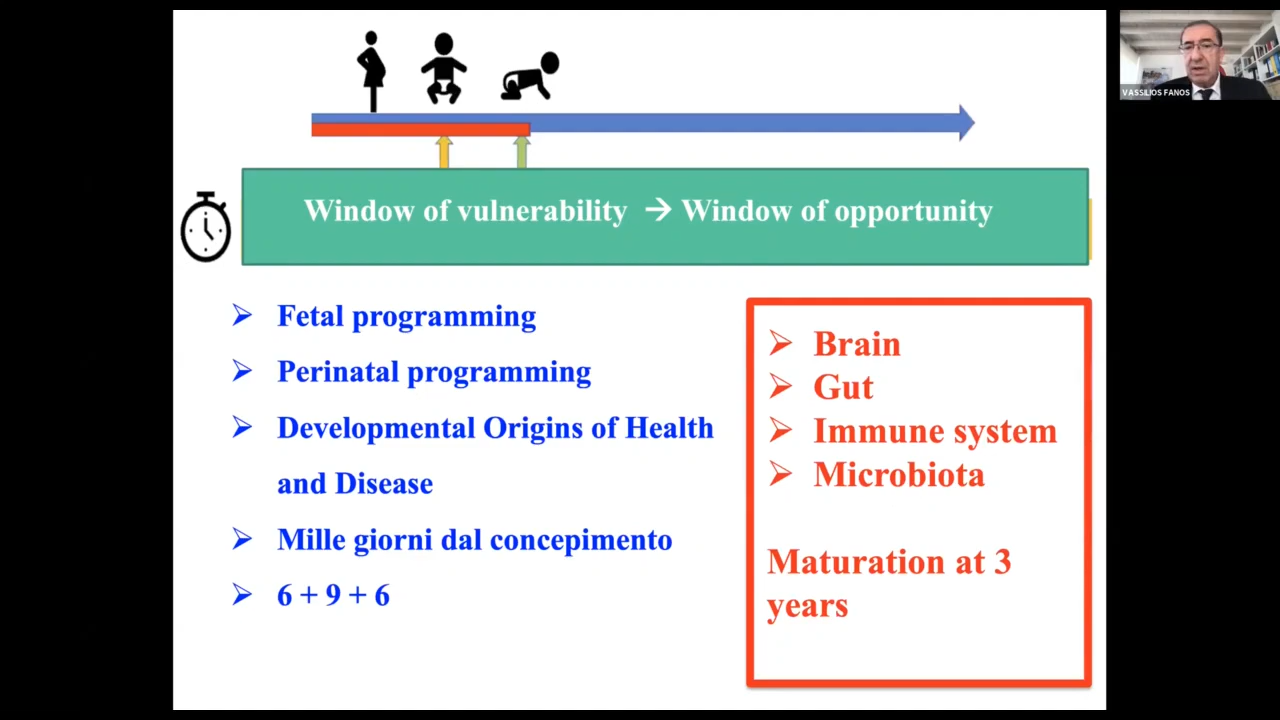 VASSILIOS FANOS
Window of vulnerability → Window of opportunity
Fetal programming
Perinatal programming
Developmental Origins of Health
and Disease
Mille giorni dal concepimento
6 + 9 + 6
Brain
Gut
Immune system
Microbiota
Maturation at 3
years